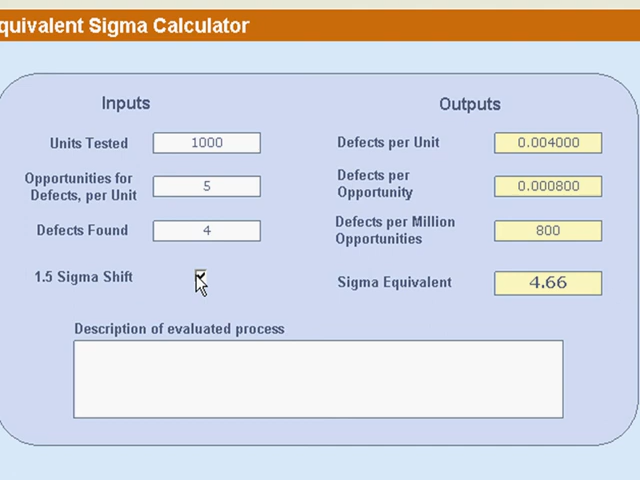 quivalent Sigma Calculator
Inputs
Outputs
Units Tested 1000
Defects per Unit 0.004000
Opportunities for
Defects, per Unit 5
Defects per
Opportunity 0.000800
Defects Found 4
Defects per Million
Opportunities 800
1.5 Sigma Shift
Sigma Equivalent 4.66
Description of evaluated process